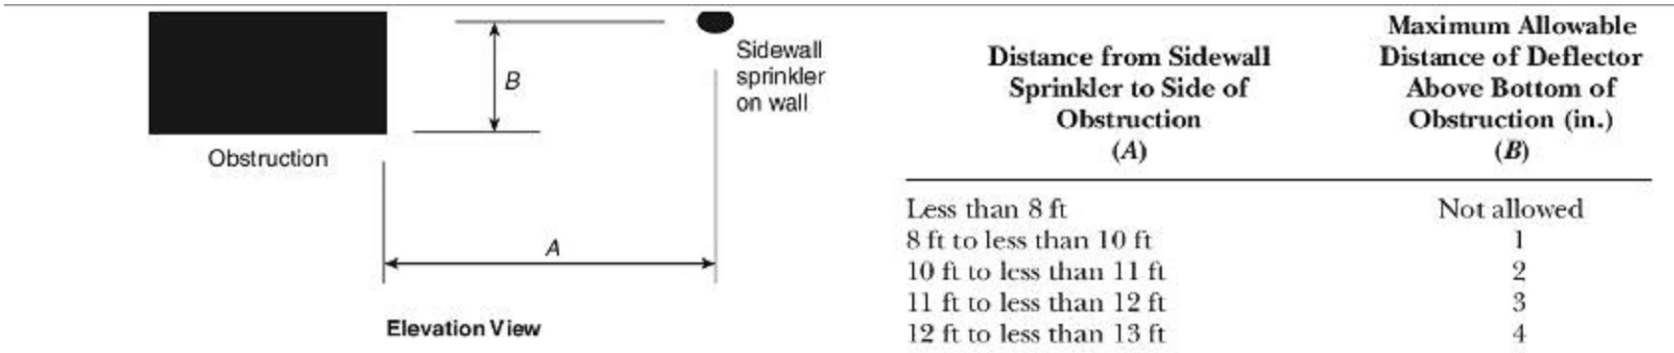 B
Sidewall
sprinkler
on wall
Obstruction
A
Elevation View
Distance from Sidewall
Sprinkler to Side of
Obstruction
(A)
Maximum Allowable
Distance of Deflector
Above Bottom of
Obstruction (in.)
(B)
Less than 8 ft Not allowed
8 ft to less than 10 ft 1
10 ft to less than 11 ft 2
11 ft to less than 12 ft 3
12 ft to less than 13 ft 4